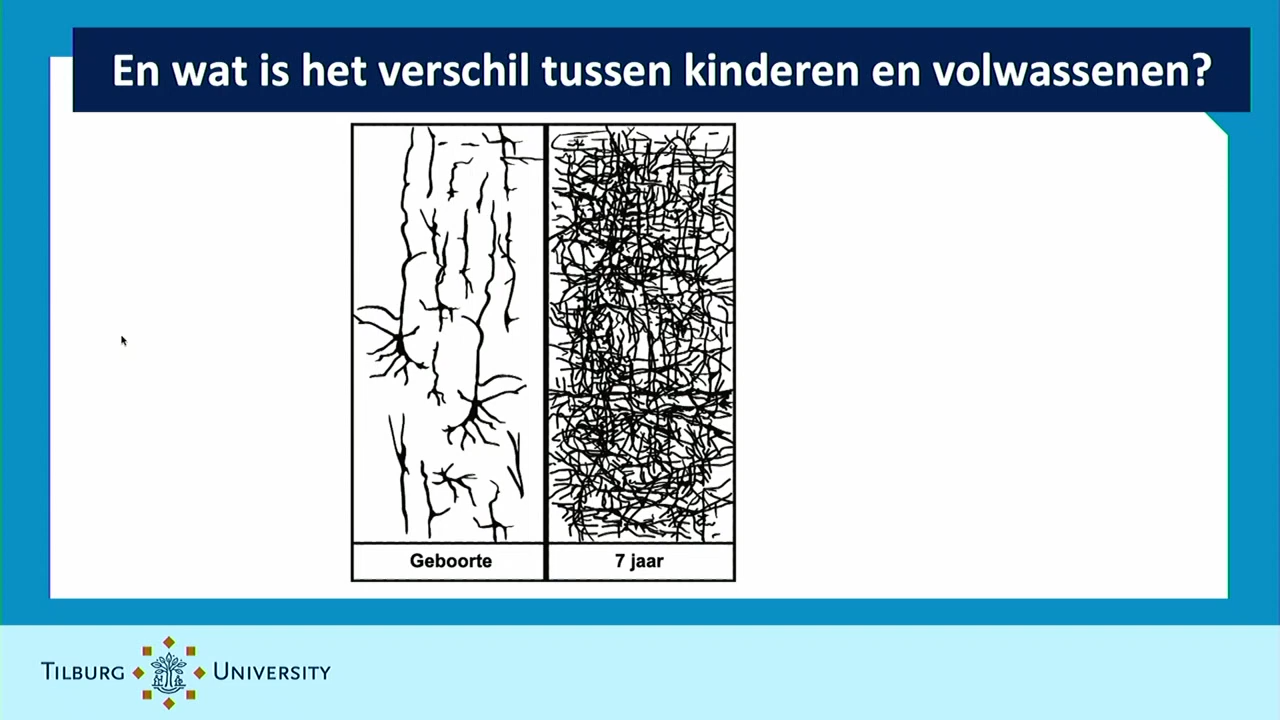 En wat is het verschil tussen kinderen en volwassenen?
Geboorte
7 jaar
TILBURG UNIVERSITY